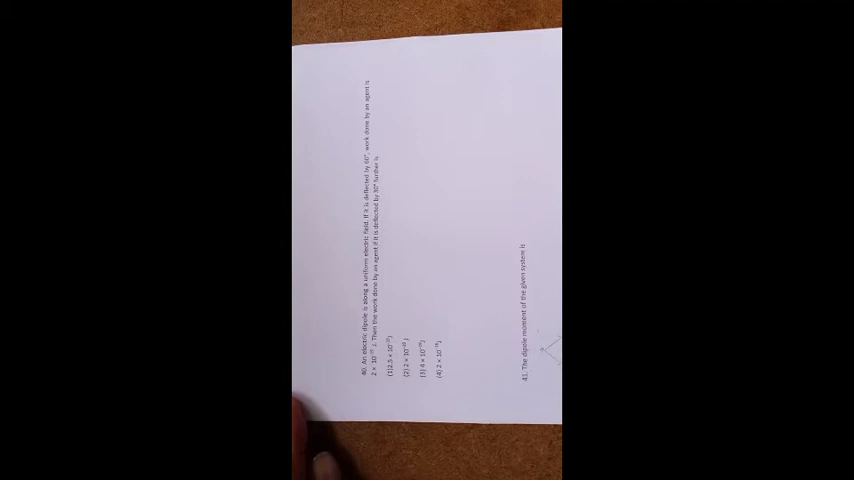 40. An electric dipole is along a uniform electric field. If it is deflected by 60°, work done by an agent is
2 × 10⁻¹⁹ J. Then the work done by an agent if it is deflected by 30° further is
(1)2.5 × 10⁻¹⁹J
(2) 2 × 10⁻¹⁹ J
(3) 4 × 10⁻¹⁹J
(4) 2 × 10⁻¹⁶J
41. The dipole moment of the given system is